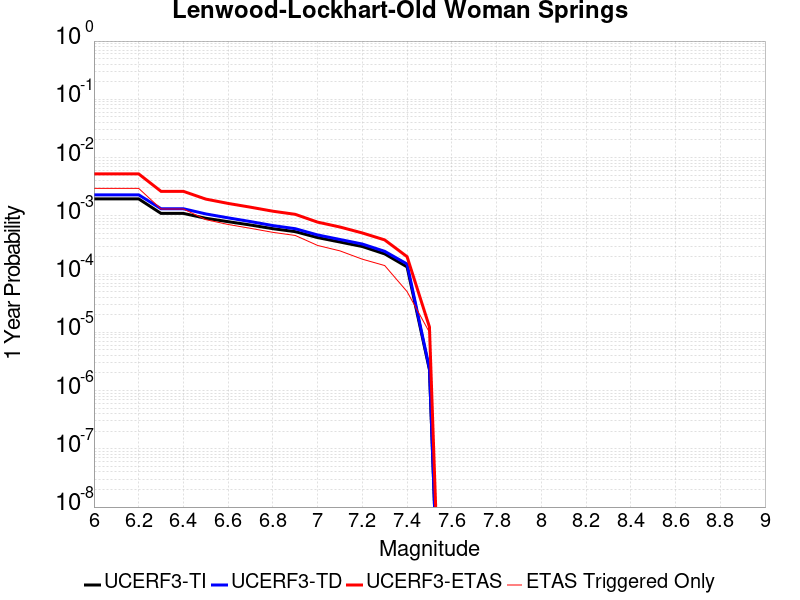 Lenwood-Lockhart-Old Woman Springs
1 Year Probability
10^0
10^-1
10^-2
10^-3
10^-4
10^-5
10^-6
10^-7
10^-8
6 6.2 6.4 6.6 6.8 7 7.2 7.4 7.6 7.8 8 8.2 8.4 8.6 8.8 9
Magnitude
UCERF3-TI UCERF3-TD UCERF3-ETAS ETAS Triggered Only